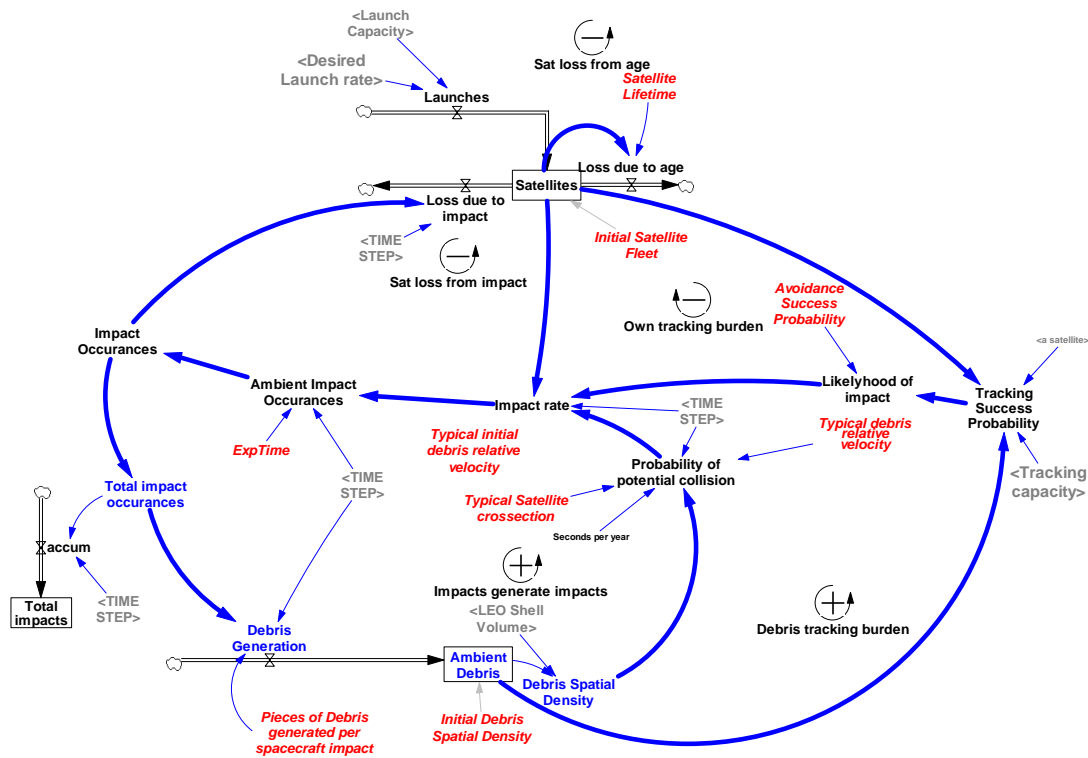 <Launch
Capacity>
Sat loss from age
<Desired
Launch rate>
Satellite
Lifetime
Launches
Loss due to age
Satellites
Loss due to
impact
<TIME
STEP>
Initial Satellite
Fleet
Sat loss from impact
Avoidance
Success
Probability
Own tracking burden
Impact
Occurances
<a satellite>
Ambient Impact
Occurances
Likelyhood of
impact
Tracking
Success
Probability
Impact rate
<TIME
STEP>
ExpTime
Typical initial
debris relative
velocity
Typical debris
relative
velocity
Probability of
potential collision
<Tracking
capacity>
<TIME
STEP>
Total impact
occurances
Typical Satellite
crossection
Seconds per year
accum
Impacts generate impacts
<TIME
STEP>
Total
impacts
<LEO Shell
Volume>
Debris tracking burden
Debris
Generation
Ambient
Debris
Debris Spatial
Density
Pieces of Debris
generated per
spacecraft impact
Initial Debris
Spatial Density